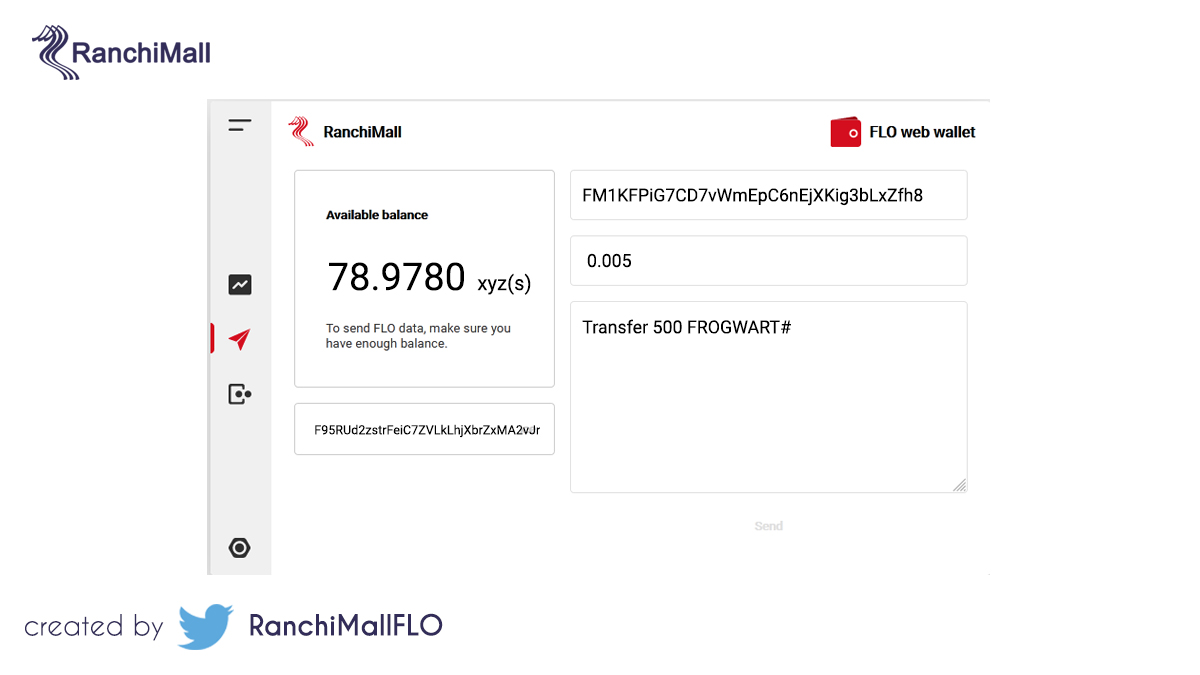 RanchiMall
RanchiMall
FLO web wallet
Available balance
78.9780 xyz(s)
To send FLO data, make sure you
have enough balance.
F95RUd2zstrFeiC7ZVLkLhjXbrZxMA2vJr
FM1KFPiG7CD7vWmEpC6nEjXKig3bLxZfh8
0.005
Transfer 500 FROGWART#
Send
created by RanchiMallFLO